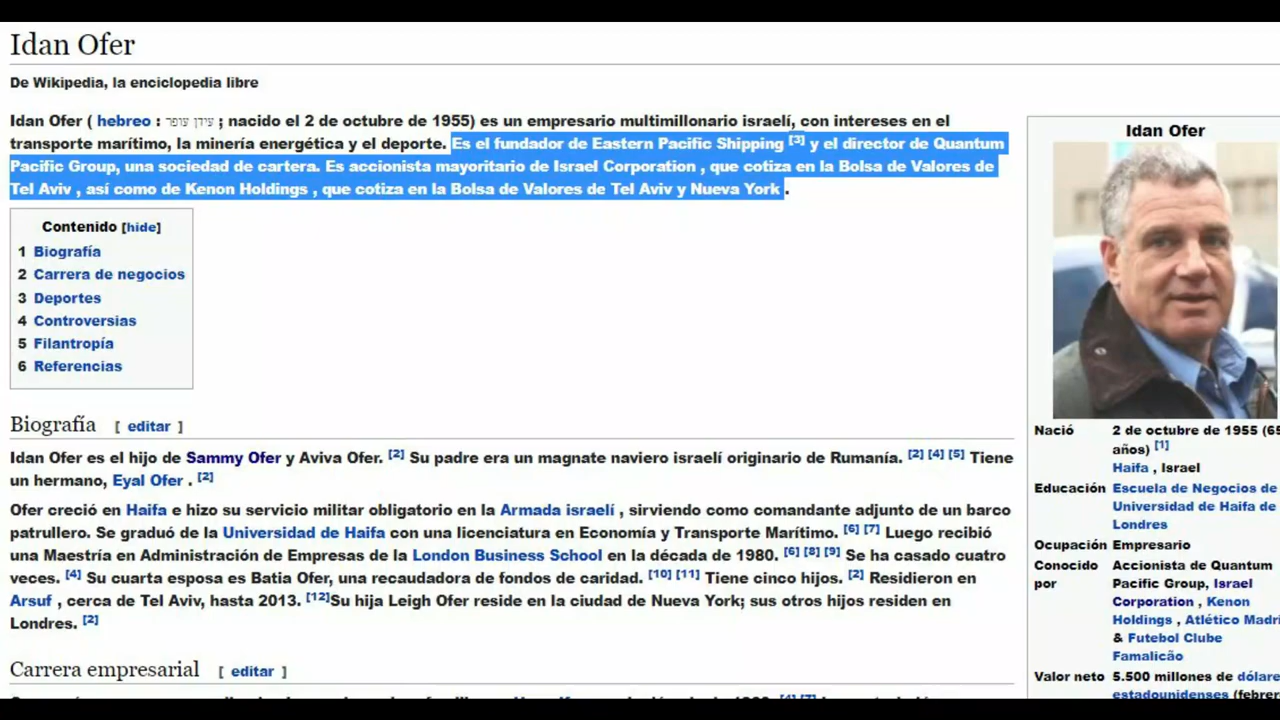 Idan Ofer
De Wikipedia, la enciclopedia libre
Idan Ofer ( hebreo : עידן עופר ; nacido el 2 de octubre de 1955) es un empresario multimillonario israelí, con intereses en el
transporte marítimo, la minería energética y el deporte. Es el fundador de Eastern Pacific Shipping [3] y el director de Quantum
Pacific Group, una sociedad de cartera. Es accionista mayoritario de Israel Corporation , que cotiza en la Bolsa de Valores de
Tel Aviv , así como de Kenon Holdings , que cotiza en la Bolsa de Valores de Tel Aviv y Nueva York .
Contenido [hide]
1 Biografía
2 Carrera de negocios
3 Deportes
4 Controversias
5 Filantropía
6 Referencias
Biografía [ editar ]
Idan Ofer es el hijo de Sammy Ofer y Aviva Ofer. [2] Su padre era un magnate naviero israelí originario de Rumanía. [2] [4] [5] Tiene
un hermano, Eyal Ofer . [2]
Ofer creció en Haifa e hizo su servicio militar obligatorio en la Armada israelí , sirviendo como comandante adjunto de un barco
patrullero. Se graduó de la Universidad de Haifa con una licenciatura en Economía y Transporte Marítimo. [6] [7] Luego recibió
una Maestría en Administración de Empresas de la London Business School en la década de 1980. [6] [8] [9] Se ha casado cuatro
veces. [4] Su cuarta esposa es Batia Ofer, una recaudadora de fondos de caridad. [10] [11] Tiene cinco hijos. [2] Residieron en
Arsuf , cerca de Tel Aviv, hasta 2013. [12]Su hija Leigh Ofer reside en la ciudad de Nueva York; sus otros hijos residen en
Londres. [2]
Carrera empresarial [ editar ]
Idan Ofer
Nació 2 de octubre de 1955 (65
años) [1]
Haifa , Israel
Educación Escuela de Negocios de
Universidad de Haifa de
Londres
Ocupación Empresario
Conocido Accionista de Quantum
por Pacific Group, Israel
Corporation , Kenon
Holdings , Atlético Madri
& Futebol Clube
Famalicão
Valor neto 5.500 millones de dólare
estadounidenses (febrer